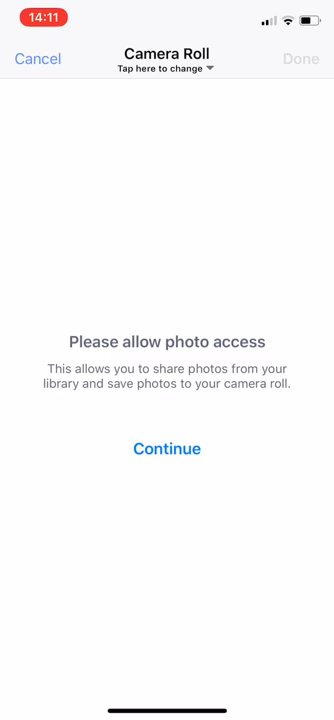 14:11
Cancel
Camera Roll
Done
Tap here to change
Please allow photo access
This allows you to share photos from your
library and save photos to your camera roll.
Continue